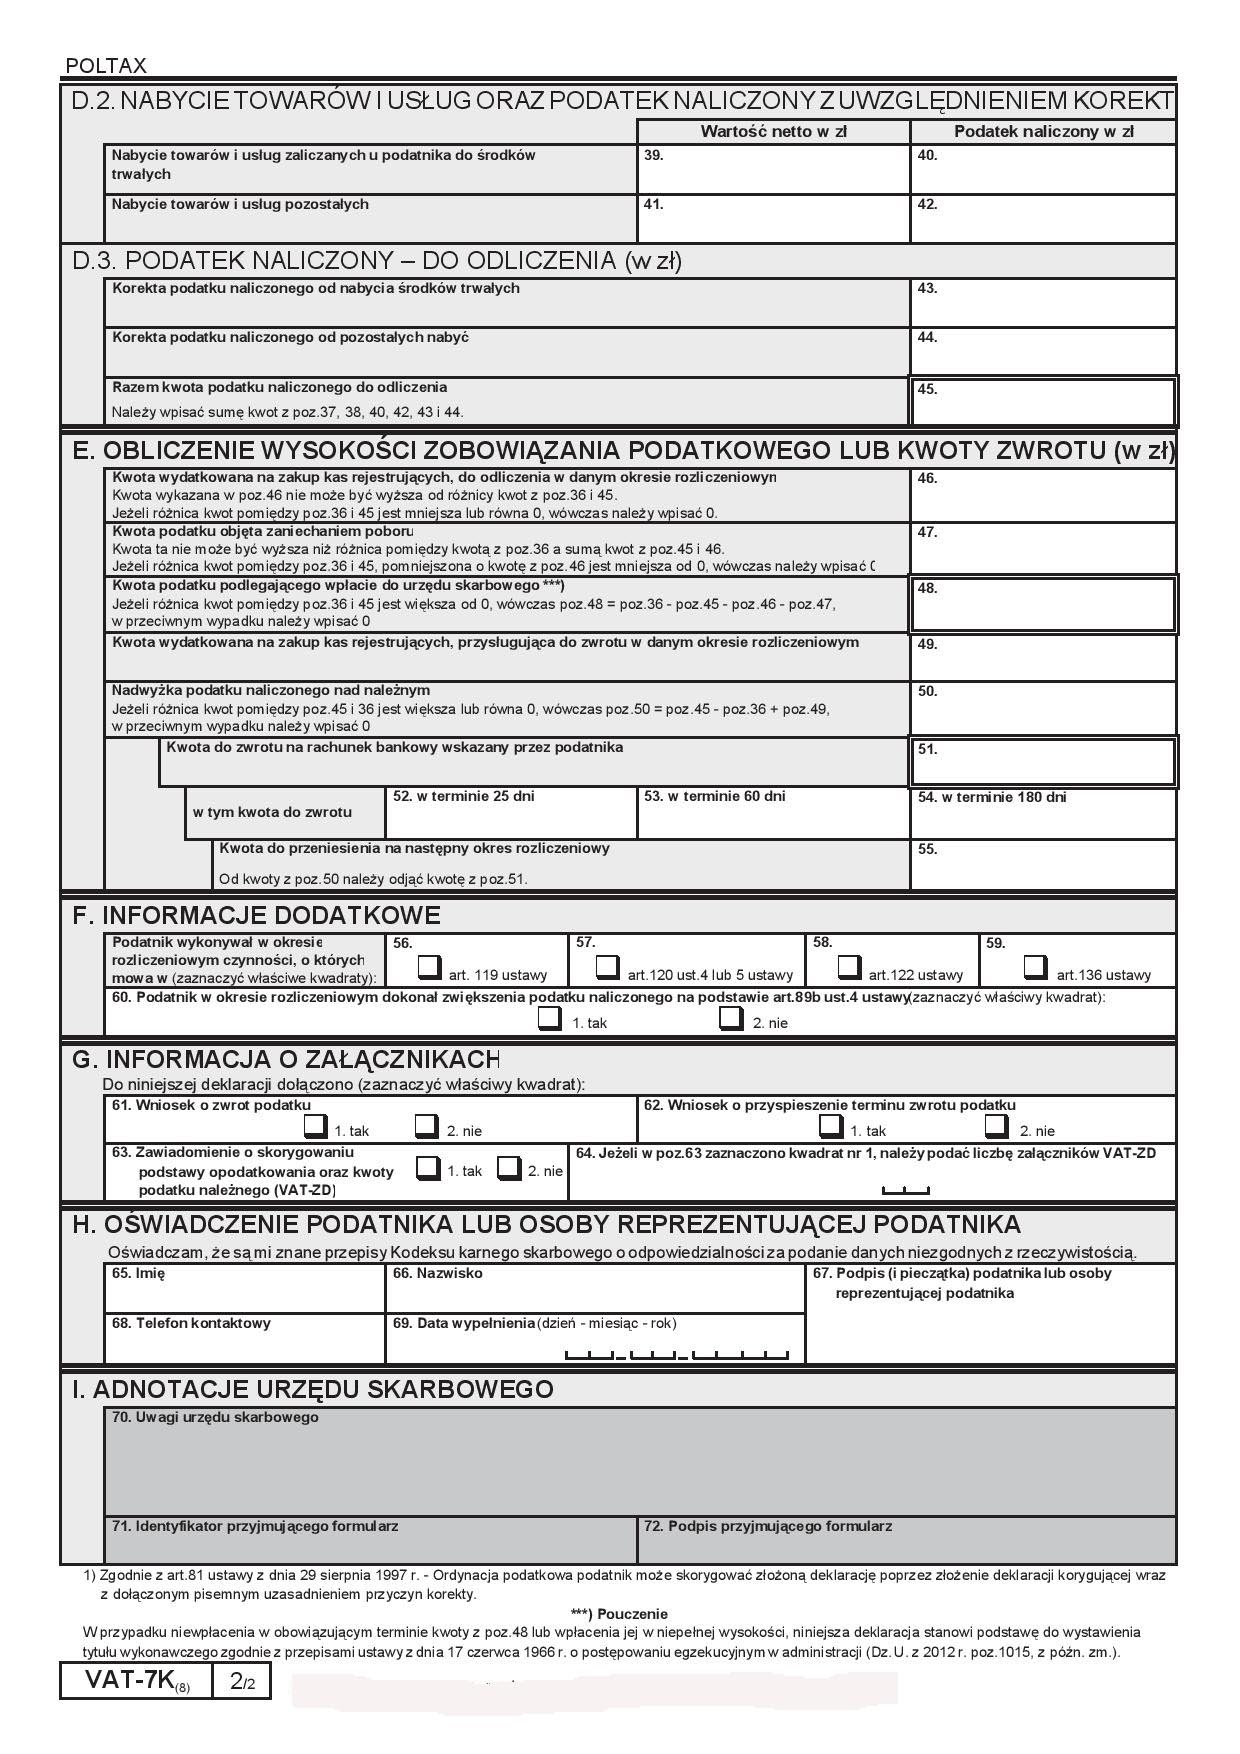 POLTAX
D.2. NABYCIE TOWARÓW I USŁUG ORAZ PODATEK NALICZONY Z UWZGLĘDNIENIEM KOREKT
Wartość netto w zł
Podatek naliczony w zł
Nabycie towarów i usług zaliczanych u podatnika do środków
trwałych
39.
40.
Nabycie towarów i usług pozostałych
41.
42.
D.3. PODATEK NALICZONY – DO ODLICZENIA (w zł)
Korekta podatku naliczonego od nabycia środków trwałych
43.
Korekta podatku naliczonego od pozostałych nabyć
44.
Razem kwota podatku naliczonego do odliczenia
45.
Należy wpisać sumę kwot z poz.37, 38, 40, 42, 43 i 44.
E. OBLICZENIE WYSOKOŚCI ZOBOWIĄZANIA PODATKOWEGO LUB KWOTY ZWROTU (w zł)
Kwota wydatkowana na zakup kas rejestrujących, do odliczenia w danym okresie rozliczeniowym
46.
Kwota wykazana w poz.46 nie może być wyższa od różnicy kwot z poz.36 i 45.
Jeżeli różnica kwot pomiędzy poz.36 i 45 jest mniejsza lub równa 0, wówczas należy wpisać 0.
Kwota podatku objęta zaniechaniem poboru
47.
Kwota ta nie może być wyższa niż różnica pomiędzy kwotą z poz.36 a sumą kwot z poz.45 i 46.
Jeżeli różnica kwot pomiędzy poz.36 i 45, pomniejszona o kwotę z poz.46 jest mniejsza od 0, wówczas należy wpisać 0
Kwota podatku podlegającego wpłacie do urzędu skarbowego ***)
48.
Jeżeli różnica kwot pomiędzy poz.36 i 45 jest większa od 0, wówczas poz.48 = poz.36 - poz.45 - poz.46 - poz.47,
w przeciwnym wypadku należy wpisać 0
Kwota wydatkowana na zakup kas rejestrujących, przysługująca do zwrotu w danym okresie rozliczeniowym
49.
Nadwyżka podatku naliczonego nad należnym
50.
Jeżeli różnica kwot pomiędzy poz.45 i 36 jest większa lub równa 0, wówczas poz.50 = poz.45 - poz.36 + poz.49,
w przeciwnym wypadku należy wpisać 0
Kwota do zwrotu na rachunek bankowy wskazany przez podatnika
51.
w tym kwota do zwrotu
52. w terminie 25 dni
53. w terminie 60 dni
54. w terminie 180 dni
Kwota do przeniesienia na następny okres rozliczeniowy
55.
Od kwoty z poz.50 należy odjąć kwotę z poz.51.
F. INFORMACJE DODATKOWE
Podatnik wykonywał w okresie
rozliczeniowym czynności, o których
mowa w (zaznaczyć właściwe kwadraty):
56.
art. 119 ustawy
57.
art.120 ust.4 lub 5 ustawy
58.
art.122 ustawy
59.
art.136 ustawy
60. Podatnik w okresie rozliczeniowym dokonał zwiększenia podatku naliczonego na podstawie art.89b ust.4 ustawy(zaznaczyć właściwy kwadrat):
1. tak
2. nie
G. INFORMACJA O ZAŁĄCZNIKACH
Do niniejszej deklaracji dołączono (zaznaczyć właściwy kwadrat):
61. Wniosek o zwrot podatku
1. tak
2. nie
62. Wniosek o przyspieszenie terminu zwrotu podatku
1. tak
2. nie
63. Zawiadomienie o skorygowaniu
podstawy opodatkowania oraz kwoty
podatku należnego (VAT-ZD)
1. tak
2. nie
64. Jeżeli w poz.63 zaznaczono kwadrat nr 1, należy podać liczbę załączników VAT-ZD
H. OŚWIADCZENIE PODATNIKA LUB OSOBY REPREZENTUJĄCEJ PODATNIKA
Oświadczam, że są mi znane przepisy Kodeksu karnego skarbowego o odpowiedzialności za podanie danych niezgodnych z rzeczywistością.
65. Imię
66. Nazwisko
67. Podpis (i pieczątka) podatnika lub osoby
reprezentującej podatnika
68. Telefon kontaktowy
69. Data wypełnienia (dzień - miesiąc - rok)
I. ADNOTACJE URZĘDU SKARBOWEGO
70. Uwagi urzędu skarbowego
71. Identyfikator przyjmującego formularz
72. Podpis przyjmującego formularz
1) Zgodnie z art.81 ustawy z dnia 29 sierpnia 1997 r. - Ordynacja podatkowa podatnik może skorygować złożoną deklarację poprzez złożenie deklaracji korygującej wraz
z dołączonym pisemnym uzasadnieniem przyczyn korekty.
***) Pouczenie
W przypadku niewpłacenia w obowiązującym terminie kwoty z poz.48 lub wpłacenia jej w niepełnej wysokości, niniejsza deklaracja stanowi podstawę do wystawienia
tytułu wykonawczego zgodnie z przepisami ustawy z dnia 17 czerwca 1966 r. o postępowaniu egzekucyjnym w administracji (Dz.U. z 2012 r. poz.1015, z późn. zm.).
VAT-7K(8)
2/2